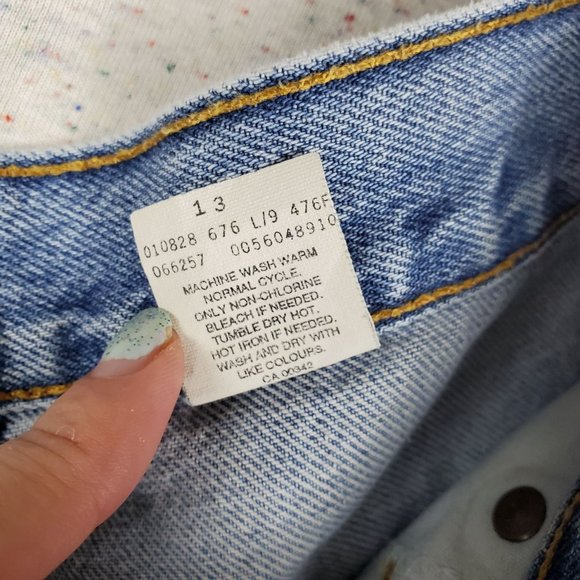 13
010828 676 L/9 476F
066257 0056048910
MACHINE WASH WARM
NORMAL CYCLE.
ONLY NON-CHLORINE
BLEACH IF NEEDED.
TUMBLE DRY HOT.
HOT IRON IF NEEDED.
WASH AND DRY WITH
LIKE COLOURS.
CA 00342